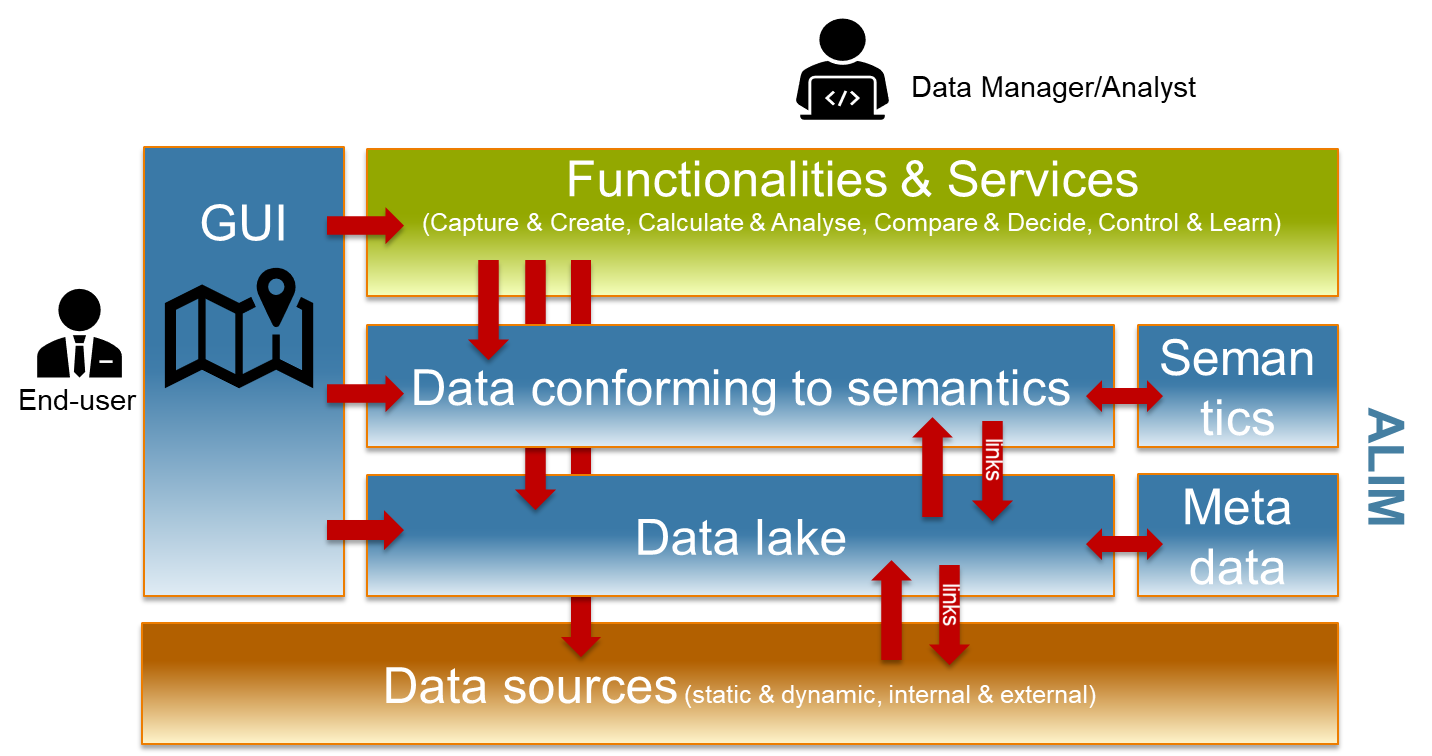 </>
Data Manager/Analyst
GUI
Functionalities & Services
(Capture & Create, Calculate & Analyse, Compare & Decide, Control & Learn)
End-user
Data conforming to semantics
Seman
tics
links
ALIM
Data lake
Meta
data
links
Data sources (static & dynamic, internal & external)